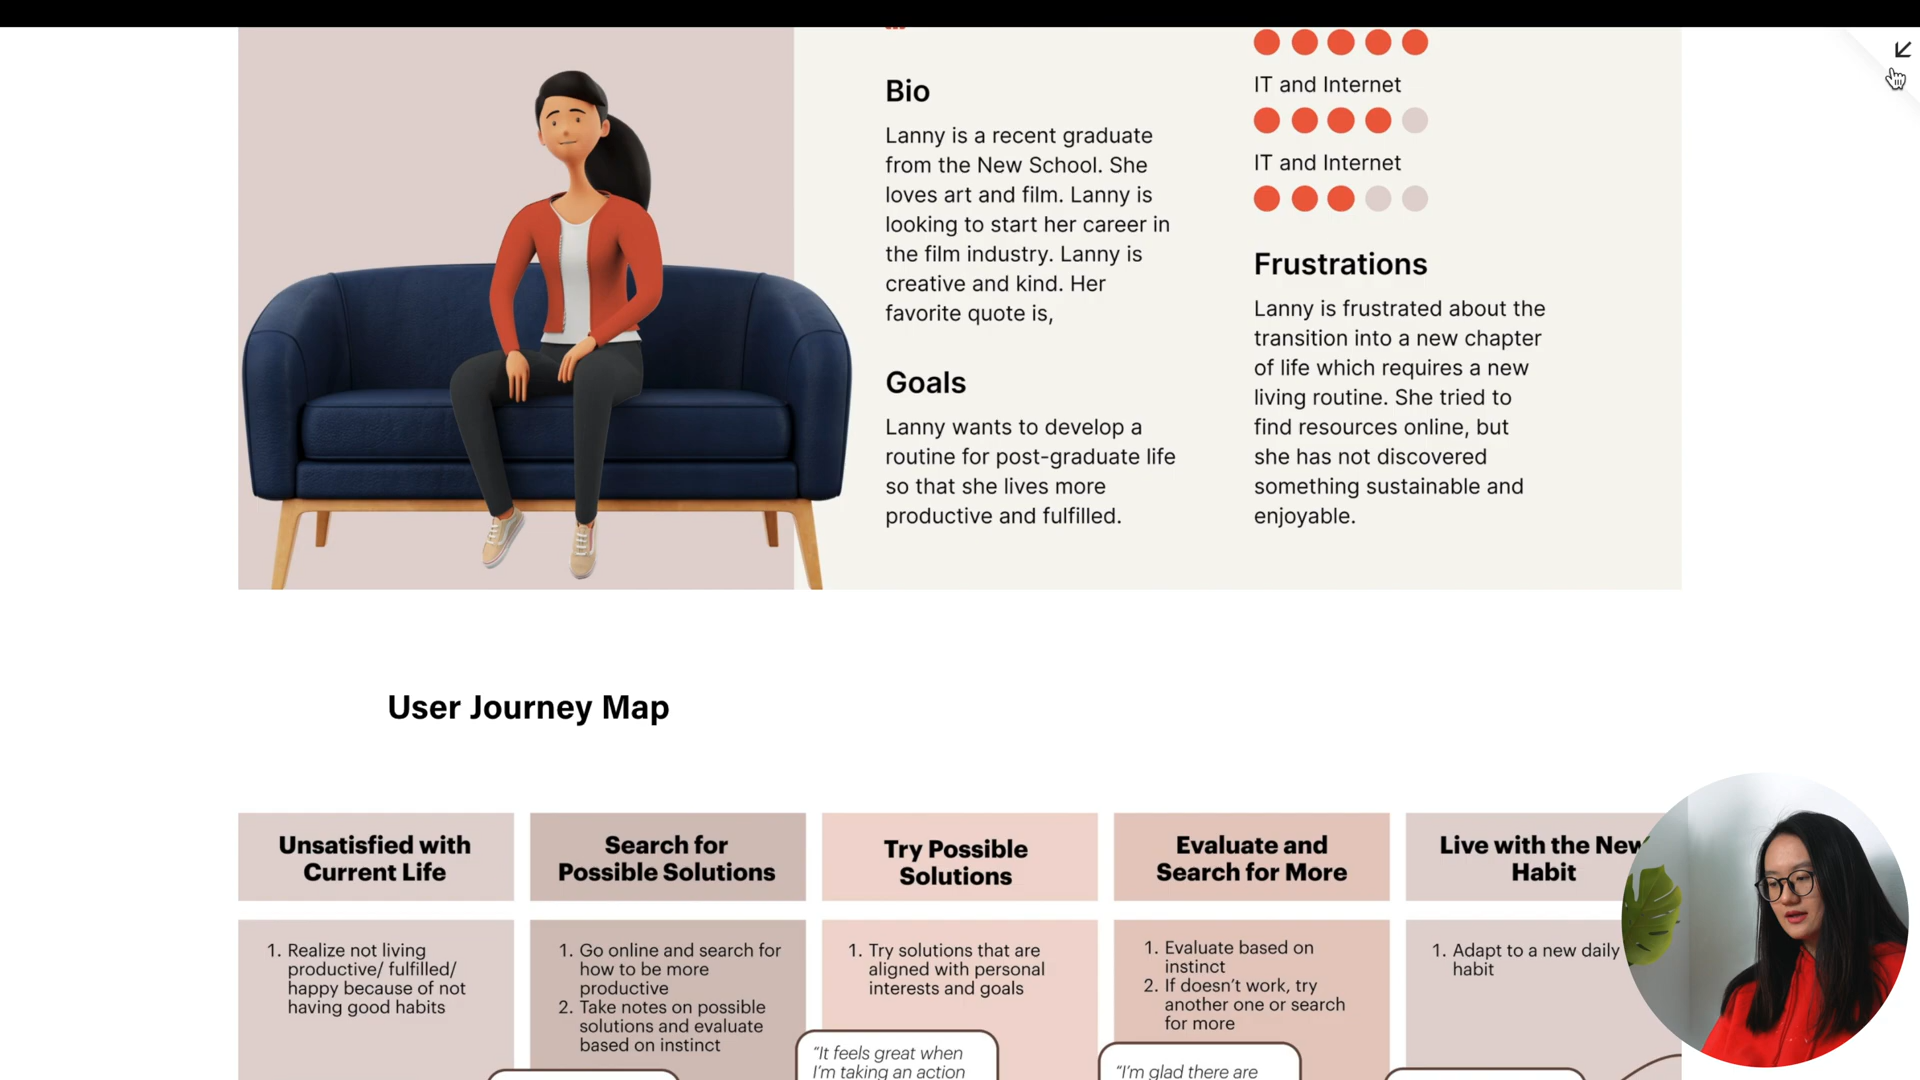 Bio
Lanny is a recent graduate
from the New School. She
loves art and film. Lanny is
looking to start her career in
the film industry. Lanny is
creative and kind. Her
favorite quote is,
Goals
Lanny wants to develop a
routine for post-graduate life
so that she lives more
productive and fulfilled.
IT and Internet
IT and Internet
Frustrations
Lanny is frustrated about the
transition into a new chapter
of life which requires a new
living routine. She tried to
find resources online, but
she has not discovered
something sustainable and
enjoyable.
User Journey Map
Unsatisfied with
Current Life
1. Realize not living
productive/ fulfilled/
happy because of not
having good habits
Search for
Possible Solutions
1. Go online and search for
how to be more
productive
2. Take notes on possible
solutions and evaluate
based on instinct
Try Possible
Solutions
1. Try solutions that are
aligned with personal
interests and goals
"It feels great when
I'm taking an action
Evaluate and
Search for More
1. Evaluate based on
instinct
2. If doesn't work, try
another one or search
for more
"I'm glad there are
Live with the New
Habit
1. Adapt to a new daily
habit